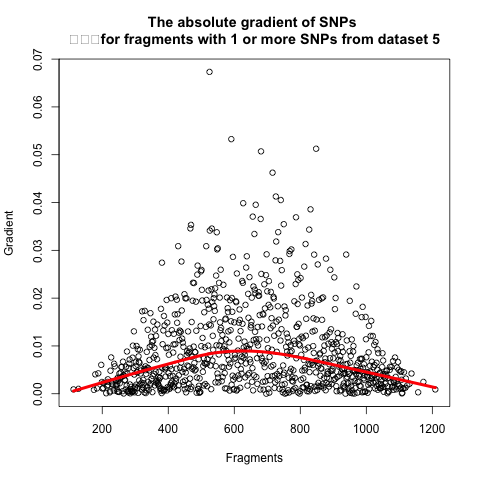 The absolute gradient of SNPs
□□□for fragments with 1 or more SNPs from dataset 5
Gradient
0.07
0.06
0.05
0.04
0.03
0.02
0.01
0.00
200 400 600 800 1000 1200
Fragments